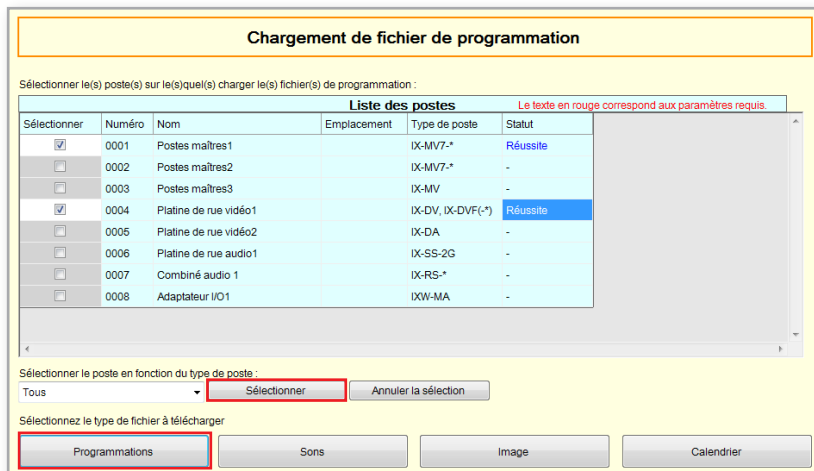 Chargement de fichier de programmation
Sélectionner le(s) poste(s) sur le(s)quel(s) charger le(s) fichier(s) de programmation :
Liste des postes Le texte en rouge correspond aux paramètres requis.
Sélectionner Numéro Nom Emplacement Type de poste Statut
0001 Postes maîtres1 IX-MV7-* Réussite
0002 Postes maîtres2 IX-MV7-* -
0003 Postes maîtres3 IX-MV -
0004 Platine de rue vidéo1 IX-DV, IX-DVF(-*) Réussite
0005 Platine de rue vidéo2 IX-DA -
0006 Platine de rue audio1 IX-SS-2G -
0007 Combiné audio 1 IX-RS-* -
0008 Adaptateur I/O1 IXW-MA -
Sélectionner le poste en fonction du type de poste :
Tous Sélectionner Annuler la sélection
Sélectionnez le type de fichier à télécharger
Programmations Sons Image Calendrier